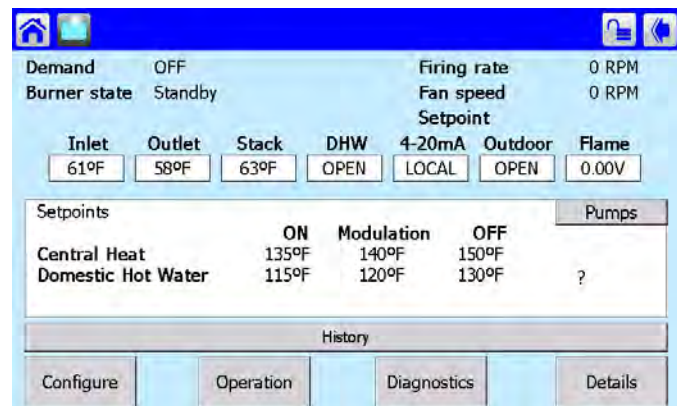 Demand OFF Firing rate 0 RPM
Burner state Standby Fan speed 0 RPM
Setpoint
Inlet Outlet Stack DHW 4-20mA Outdoor Flame
61ºF 58ºF 63ºF OPEN LOCAL OPEN 0.00V
Setpoints Pumps
ON Modulation OFF
Central Heat 135ºF 140ºF 150ºF
Domestic Hot Water 115ºF 120ºF 130ºF ?
History
Configure Operation Diagnostics Details